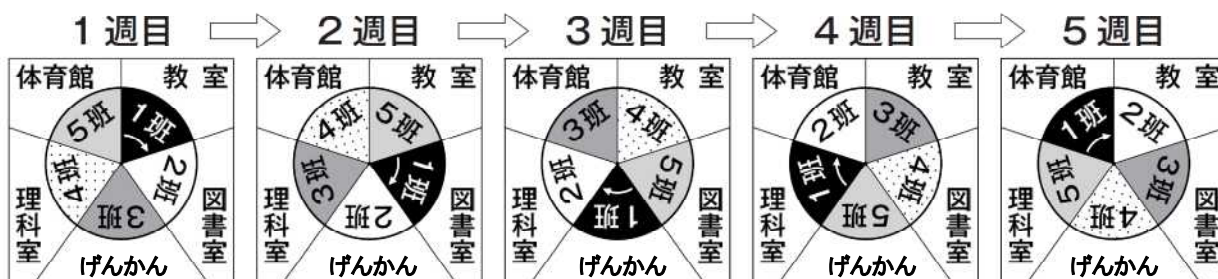 1週目 2週目 3週目 4週目 5週目
体育館 教室 図書室 げんかん 理科室
1班 2班 3班 4班 5班
体育館 教室 図書室 げんかん 理科室
5班 1班 2班 3班 4班
体育館 教室 図書室 げんかん 理科室
4班 5班 1班 2班 3班
体育館 教室 図書室 げんかん 理科室
3班 4班 5班 1班 2班
体育館 教室 図書室 げんかん 理科室
2班 3班 4班 5班 1班